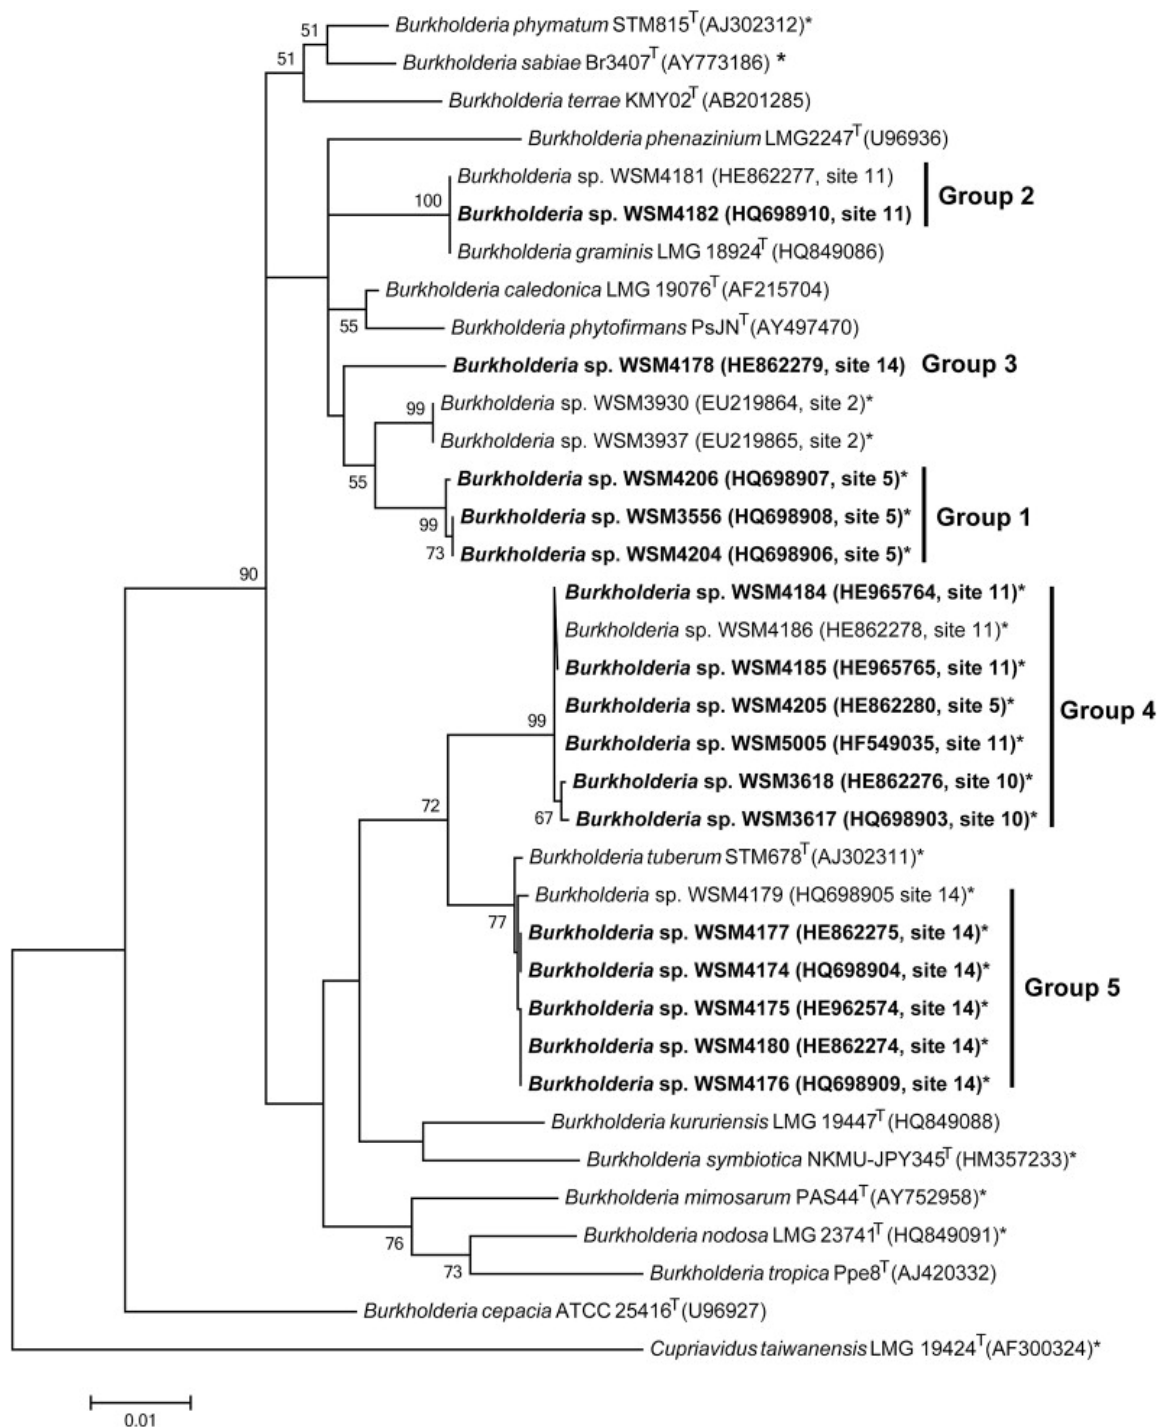 51
Burkholderia phymatum STM815T(AJ302312)*
51
Burkholderia sabiae Br3407T(AY773186) *
Burkholderia terrae KMY02T(AB201285)
Burkholderia phenazinium LMG2247T(U96936)
Burkholderia sp. WSM4181 (HE862277, site 11)
Group 2
100
Burkholderia sp. WSM4182 (HQ698910, site 11)
Burkholderia graminis LMG 18924T (HQ849086)
Burkholderia caledonica LMG 19076T(AF215704)
55
Burkholderia phytofirmans PsJNT(AY497470)
Burkholderia sp. WSM4178 (HE862279, site 14) Group 3
99
Burkholderia sp. WSM3930 (EU219864, site 2)*
Burkholderia sp. WSM3937 (EU219865, site 2)*
55
Burkholderia sp. WSM4206 (HQ698907, site 5)*
99
Burkholderia sp. WSM3556 (HQ698908, site 5)*
Group 1
73
Burkholderia sp. WSM4204 (HQ698906, site 5)*
90
Burkholderia sp. WSM4184 (HE965764, site 11)*
Burkholderia sp. WSM4186 (HE862278, site 11)*
Burkholderia sp. WSM4185 (HE965765, site 11)*
Burkholderia sp. WSM4205 (HE862280, site 5)*
Group 4
99
Burkholderia sp. WSM5005 (HF549035, site 11)*
Burkholderia sp. WSM3618 (HE862276, site 10)*
72
67
Burkholderia sp. WSM3617 (HQ698903, site 10)*
Burkholderia tuberum STM678T(AJ302311)*
Burkholderia sp. WSM4179 (HQ698905 site 14)*
77
Burkholderia sp. WSM4177 (HE862275, site 14)*
Burkholderia sp. WSM4174 (HQ698904, site 14)*
Group 5
Burkholderia sp. WSM4175 (HE962574, site 14)*
Burkholderia sp. WSM4180 (HE862274, site 14)*
Burkholderia sp. WSM4176 (HQ698909, site 14)*
Burkholderia kururiensis LMG 19447T(HQ849088)
Burkholderia symbiotica NKMU-JPY345T(HM357233)*
Burkholderia mimosarum PAS44T(AY752958)*
76
Burkholderia nodosa LMG 23741T(HQ849091)*
73
Burkholderia tropica Ppe8T(AJ420332)
Burkholderia cepacia ATCC 25416T(U96927)
Cupriavidus taiwanensis LMG 19424T(AF300324)*
0.01